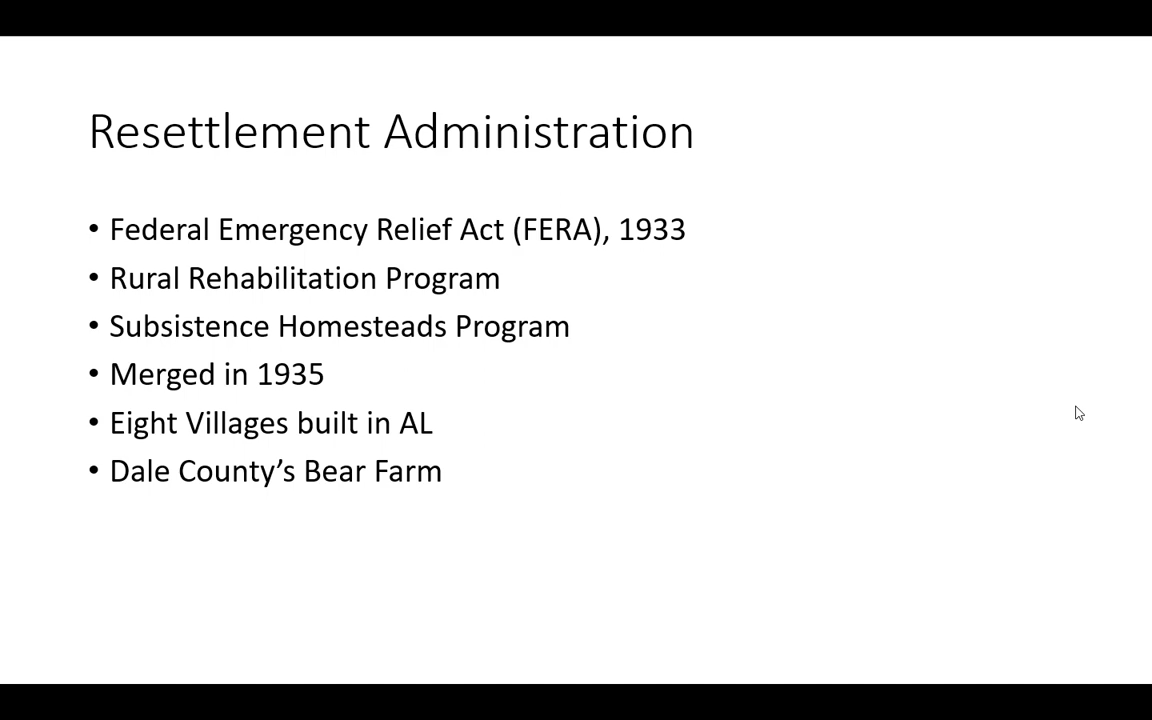 Resettlement Administration
• Federal Emergency Relief Act (FERA), 1933
• Rural Rehabilitation Program
• Subsistence Homesteads Program
• Merged in 1935
• Eight Villages built in AL
• Dale County’s Bear Farm